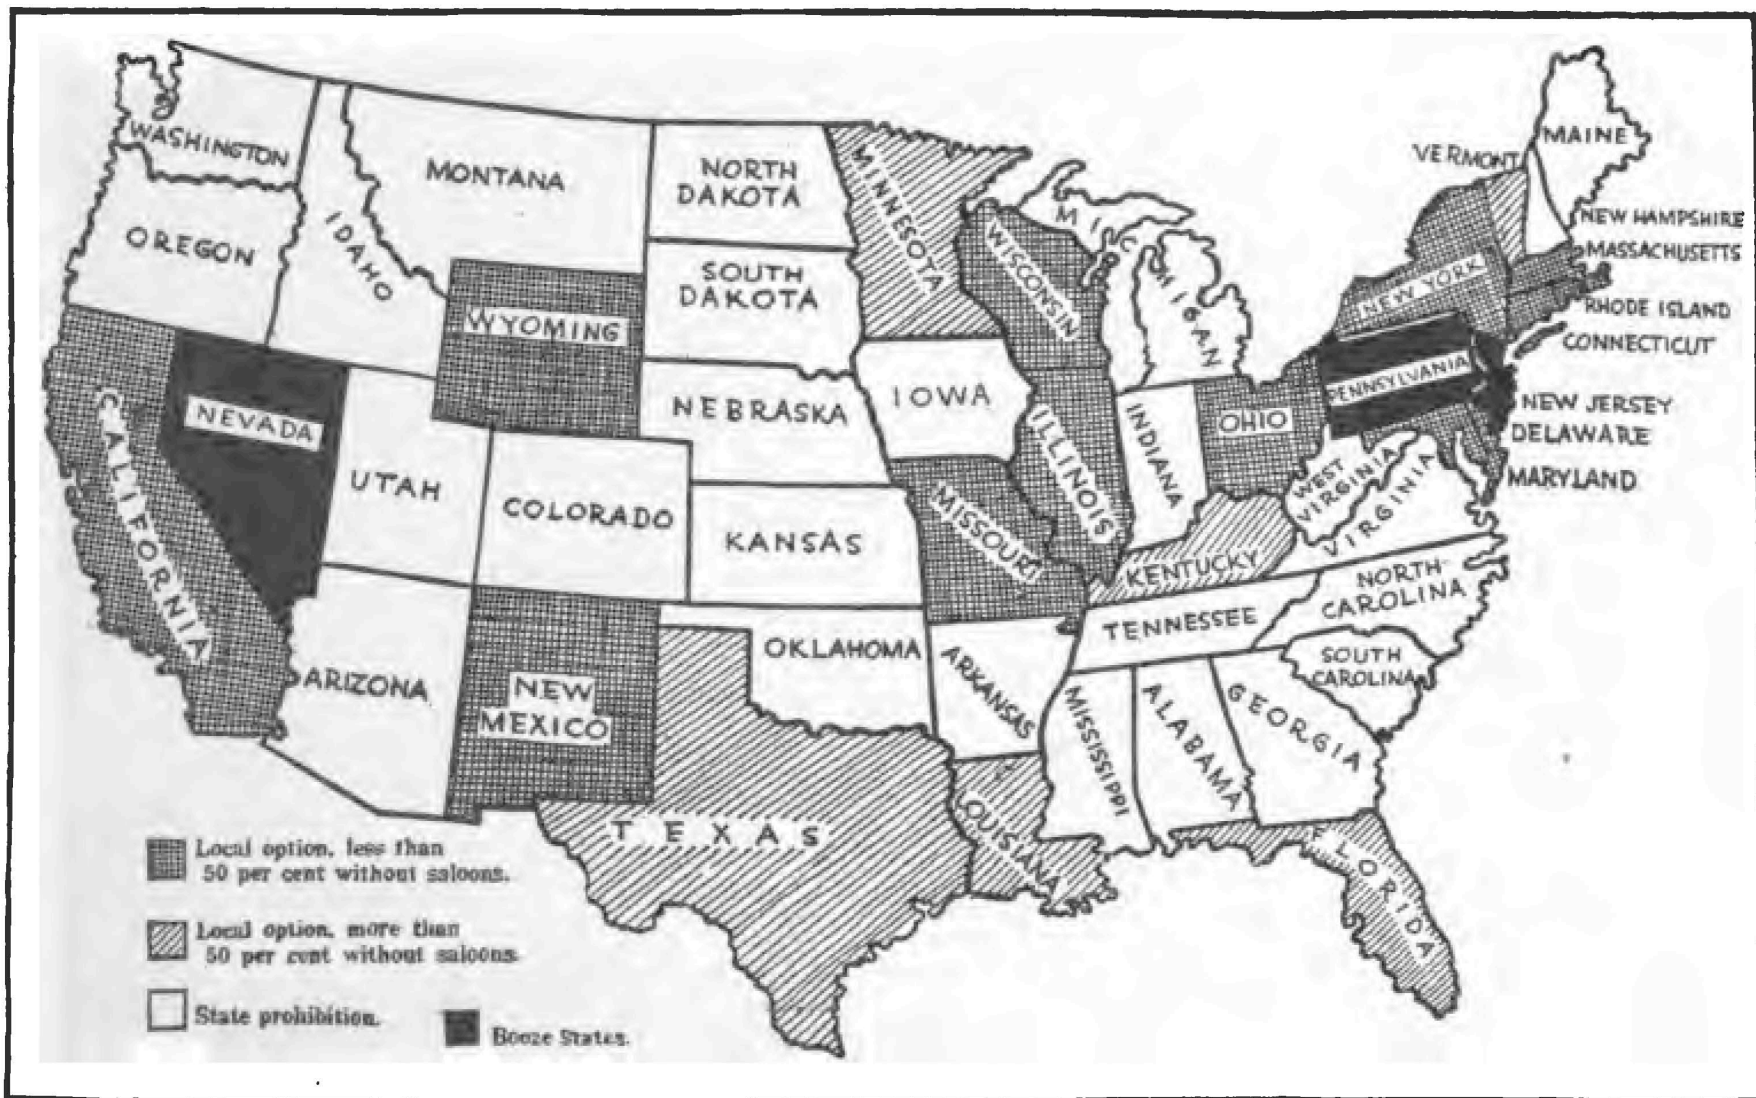 WASHINGTON
OREGON
IDAHO
MONTANA
NORTH
DAKOTA
SOUTH
DAKOTA
MINNESOTA
WISCONSIN
MICHIGAN
VERMONT
MAINE
NEW HAMPSHIRE
MASSACHUSETTS
NEW YORK
RHODE ISLAND
CONNECTICUT
WYOMING
NEBRASKA
IOWA
ILLINOIS
INDIANA
OHIO
PENNSYLVANIA
NEW JERSEY
DELAWARE
MARYLAND
WEST
VIRGINIA
VIRGINIA
CALIFORNIA
NEVADA
UTAH
COLORADO
KANSAS
MISSOURI
KENTUCKY
TENNESSEE
NORTH
CAROLINA
SOUTH
CAROLINA
ARIZONA
NEW
MEXICO
OKLAHOMA
ARKANSAS
MISSISSIPPI
ALABAMA
GEORGIA
TEXAS
LOUISIANA
FLORIDA
Local option, less than
50 per cent without saloons.
Local option, more than
50 per cent without saloons.
State prohibition.
Booze States.